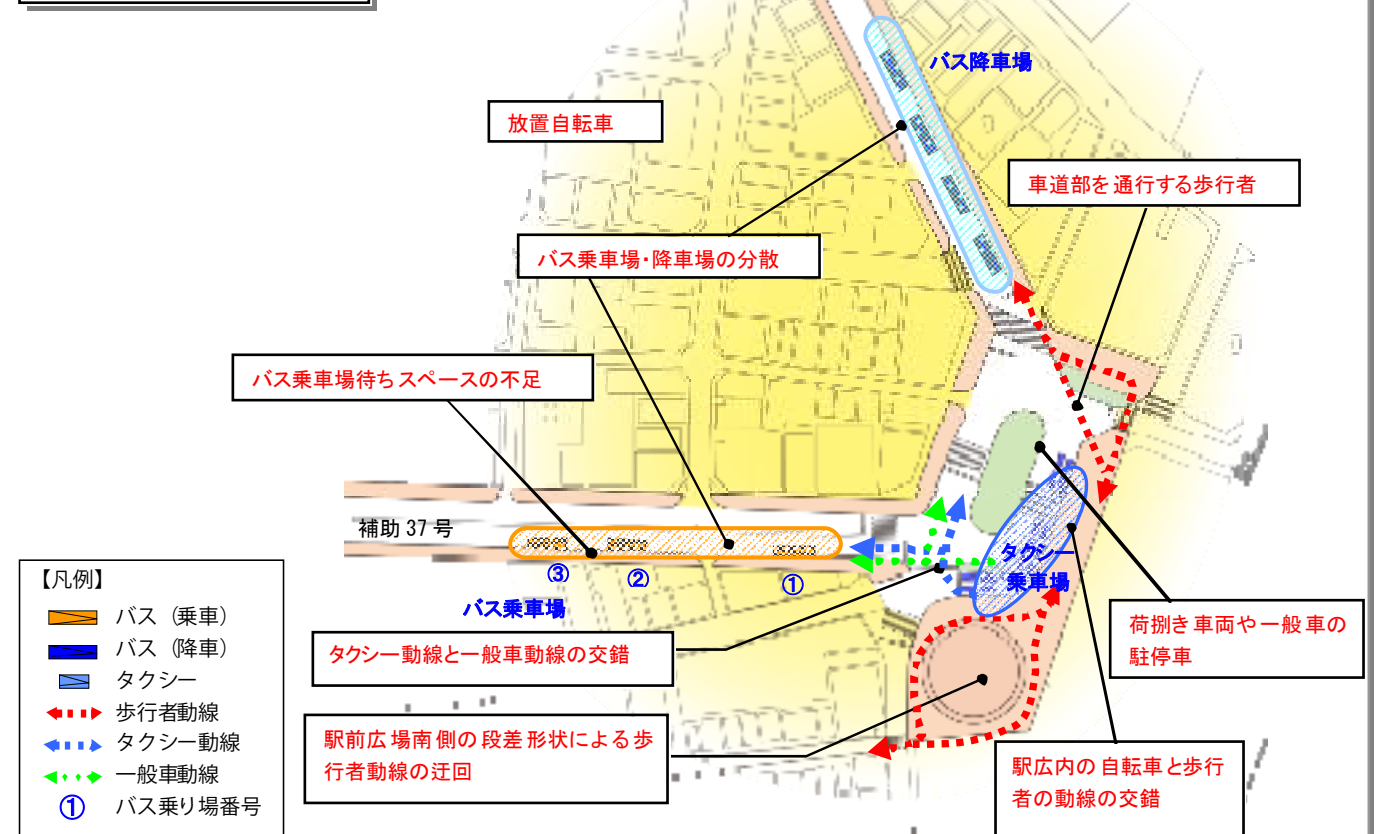 バス降車場
放置自転車
車道部を通行する歩行者
バス乗車場・降車場の分散
バス乗車場待ちスペースの不足
補助 37 号
③
②
①
バス乗車場
タクシー
乗車場
タクシー動線と一般車動線の交錯
荷捌き車両や一般車の
駐停車
駅前広場南側の段差形状による歩
行者動線の迂回
駅広内の自転車と歩行
者の動線の交錯
【凡例】
バス（乗車）
バス（降車）
タクシー
歩行者動線
タクシー動線
一般車動線
① バス乗り場番号